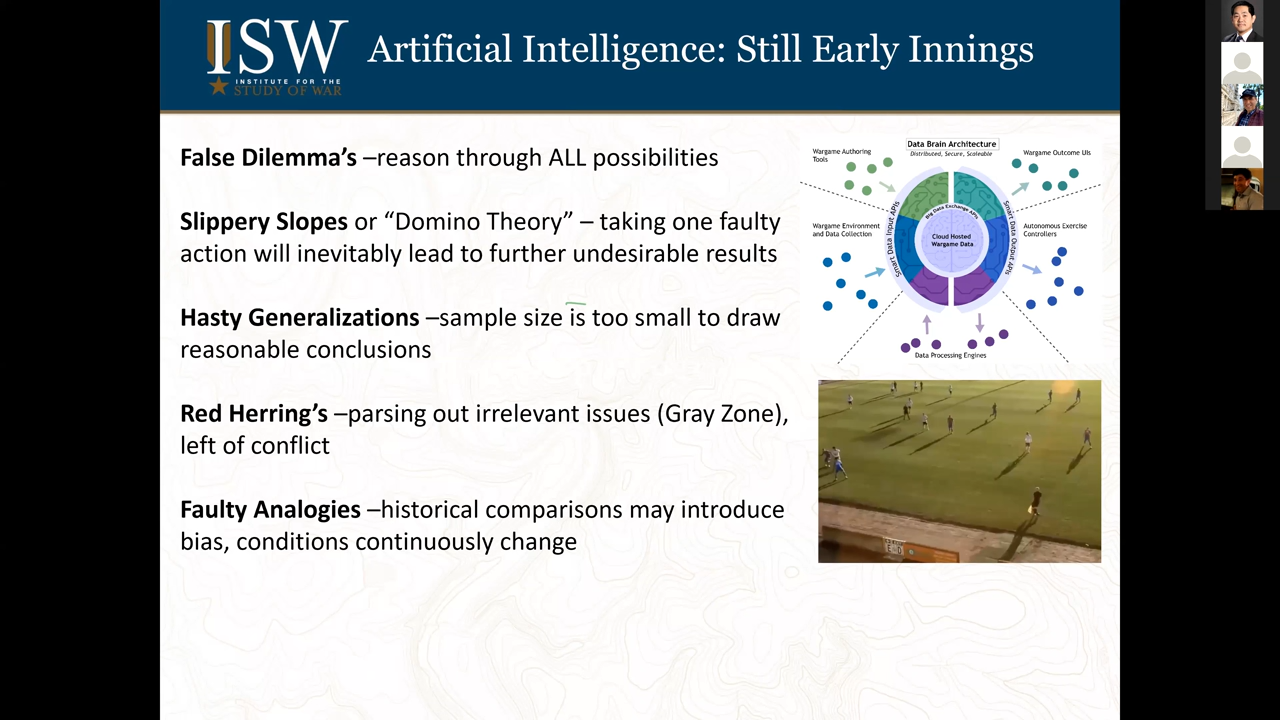 ISW
INSTITUTE FOR THE
STUDY OF WAR
Artificial Intelligence: Still Early Innings
False Dilemma’s –reason through ALL possibilities
Slippery Slopes or “Domino Theory” – taking one faulty
action will inevitably lead to further undesirable results
Hasty Generalizations –sample size is too small to draw
reasonable conclusions
Red Herring’s –parsing out irrelevant issues (Gray Zone),
left of conflict
Faulty Analogies –historical comparisons may introduce
bias, conditions continuously change
Data Brain Architecture
Distributed, Secure, Scaleable
Wargame Authoring
Tools
Wargame Outcome UIs
Wargame Environment
and Data Collection
Autonomous Exercise
Controllers
Smart Data Input APIs
Big Data Exchange APIs
Smart Data Output APIs
Cloud Hosted
Wargame Data
Data Processing Engines